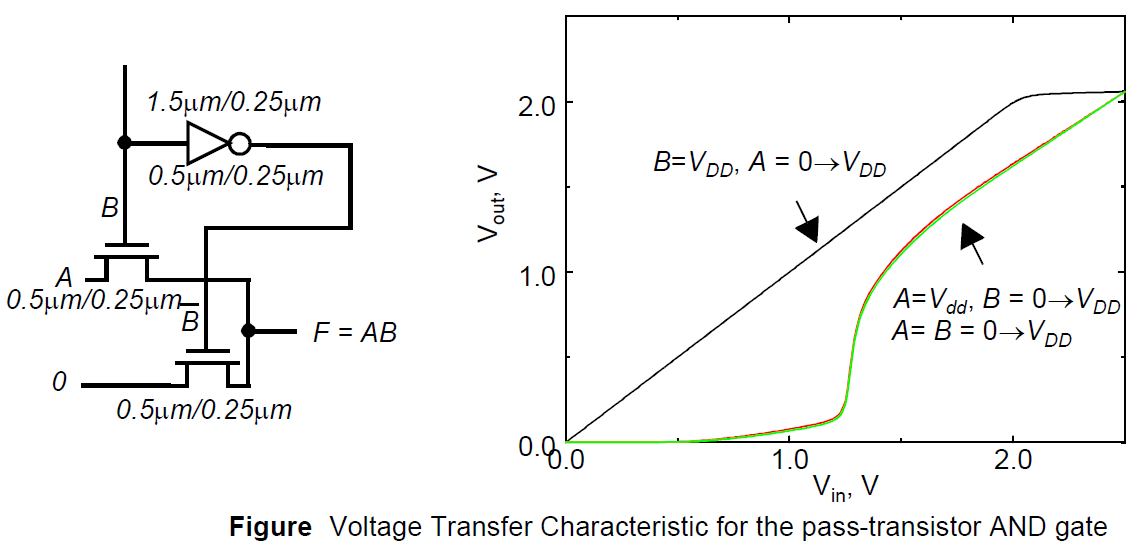 1.5μm/0.25μm
0.5μm/0.25μm
B
A
0.5μm/0.25μm
B̅
F = AB
0
0.5μm/0.25μm
2.0
1.0
0.0
V_out, V
B=V_DD, A = 0→V_DD
A=V_dd, B = 0→V_DD
A= B = 0→V_DD
0.0
1.0
2.0
V_in, V
Figure Voltage Transfer Characteristic for the pass-transistor AND gate